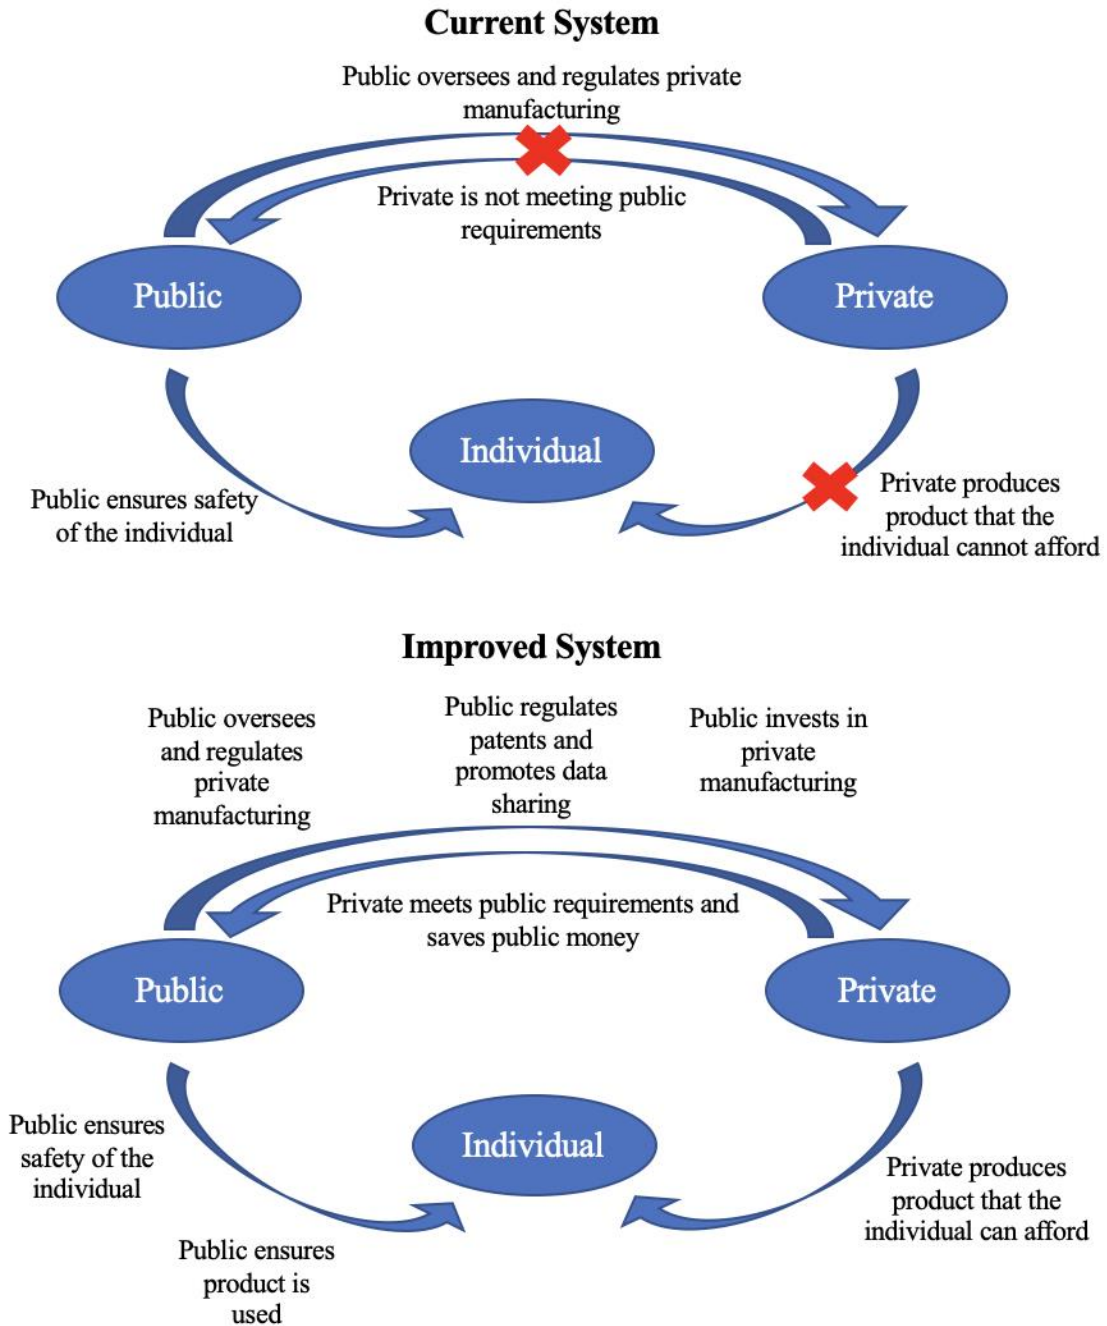 Current System
Public oversees and regulates private
manufacturing
Private is not meeting public
requirements
Public
Private
Individual
Public ensures safety
of the individual
Private produces
product that the
individual cannot afford
Improved System
Public oversees
and regulates
private
manufacturing
Public regulates
patents and
promotes data
sharing
Public invests in
private
manufacturing
Private meets public requirements and
saves public money
Public
Private
Individual
Public ensures
safety of the
individual
Private produces
product that the
individual can afford
Public ensures
product is
used